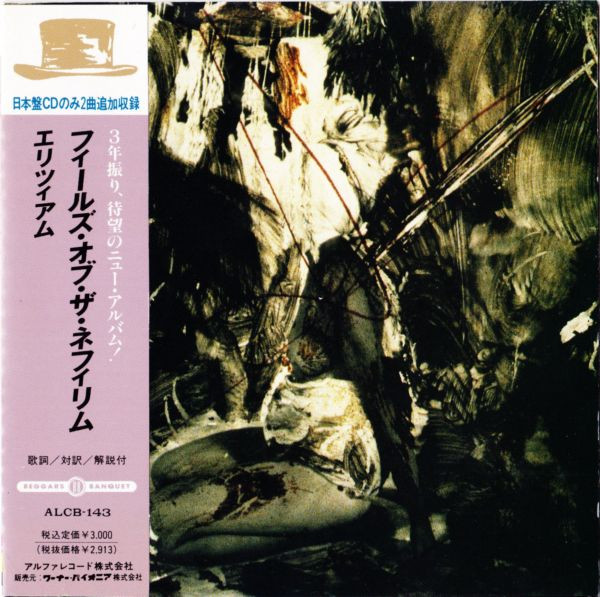 日本盤CDのみ2曲追加収録
3年振り、待望のニュー・アルバム!
フィールズ・オブ・ザ・ネフィリム
エリツィアム
歌詞/対訳/解説付
BEGGARS BANQUET
ALCB-143
税込定価¥3,000
(税抜価格¥2,913)
アルファレコード株式会社
販売元:ワーナー・パイオニア株式会社